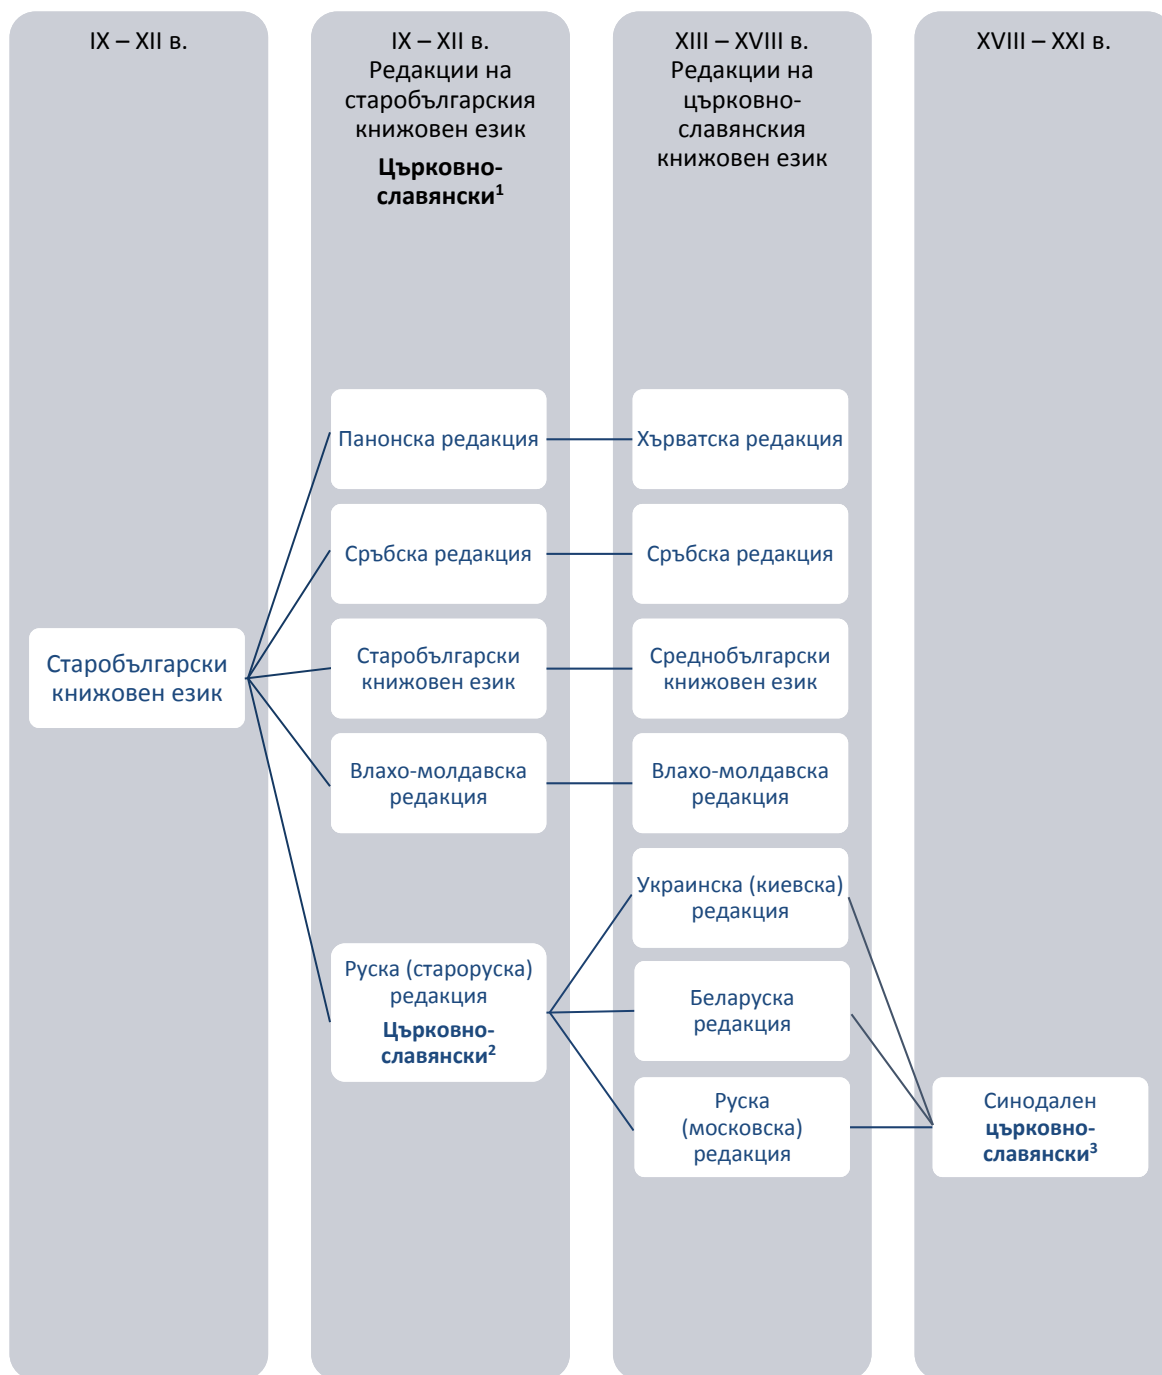 IX – XII в.
IX – XII в.
Редакции на
старобългарския
книжовен език
Църковно-
славянски¹
XIII – XVIII в.
Редакции на
църковно-
славянския
книжовен език
XVIII – XXI в.
Старобългарски
книжовен език
Панонска редакция
Сръбска редакция
Старобългарски
книжовен език
Влахо-молдавска
редакция
Руска (староруска)
редакция
Църковно-
славянски²
Хърватска редакция
Сръбска редакция
Среднобългарски
книжовен език
Влахо-молдавска
редакция
Украинска (киевска)
редакция
Беларуска
редакция
Руска
(московска)
редакция
Синодален
църковно-
славянски³